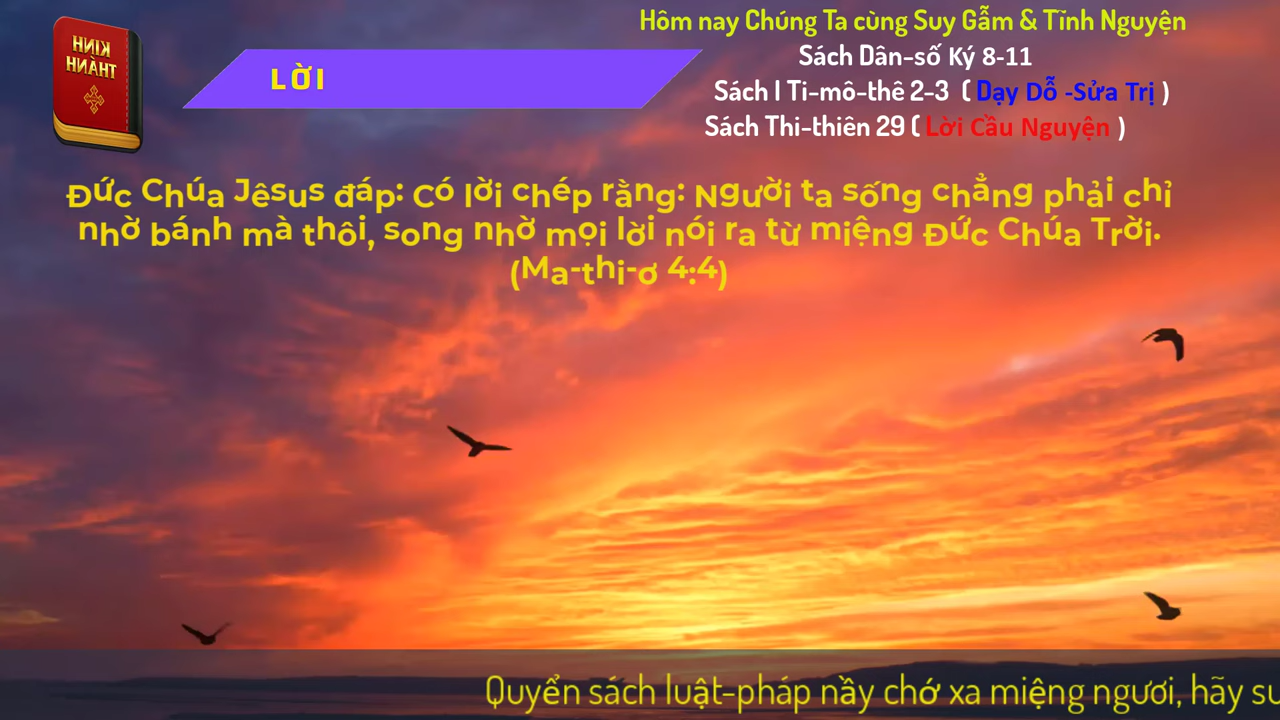 KINH
THÀNH
LỜI
Hôm nay Chúng Ta cùng Suy Gẫm & Tĩnh Nguyện
Sách Dân-số Ký 8-11
Sách I Ti-mô-thê 2-3 ( Dạy Dỗ -Sửa Trị )
Sách Thi-thiên 29 ( Lời Cầu Nguyện )
Đức Chúa Jêsus đáp: Có lời chép rằng: Người ta sống chẳng phải chỉ
nhờ bánh mà thôi, song nhờ mọi lời nói ra từ miệng Đức Chúa Trời.
(Ma-thi-ơ 4:4)
Quyển sách luật-pháp nầy chớ xa miệng ngươi, hãy